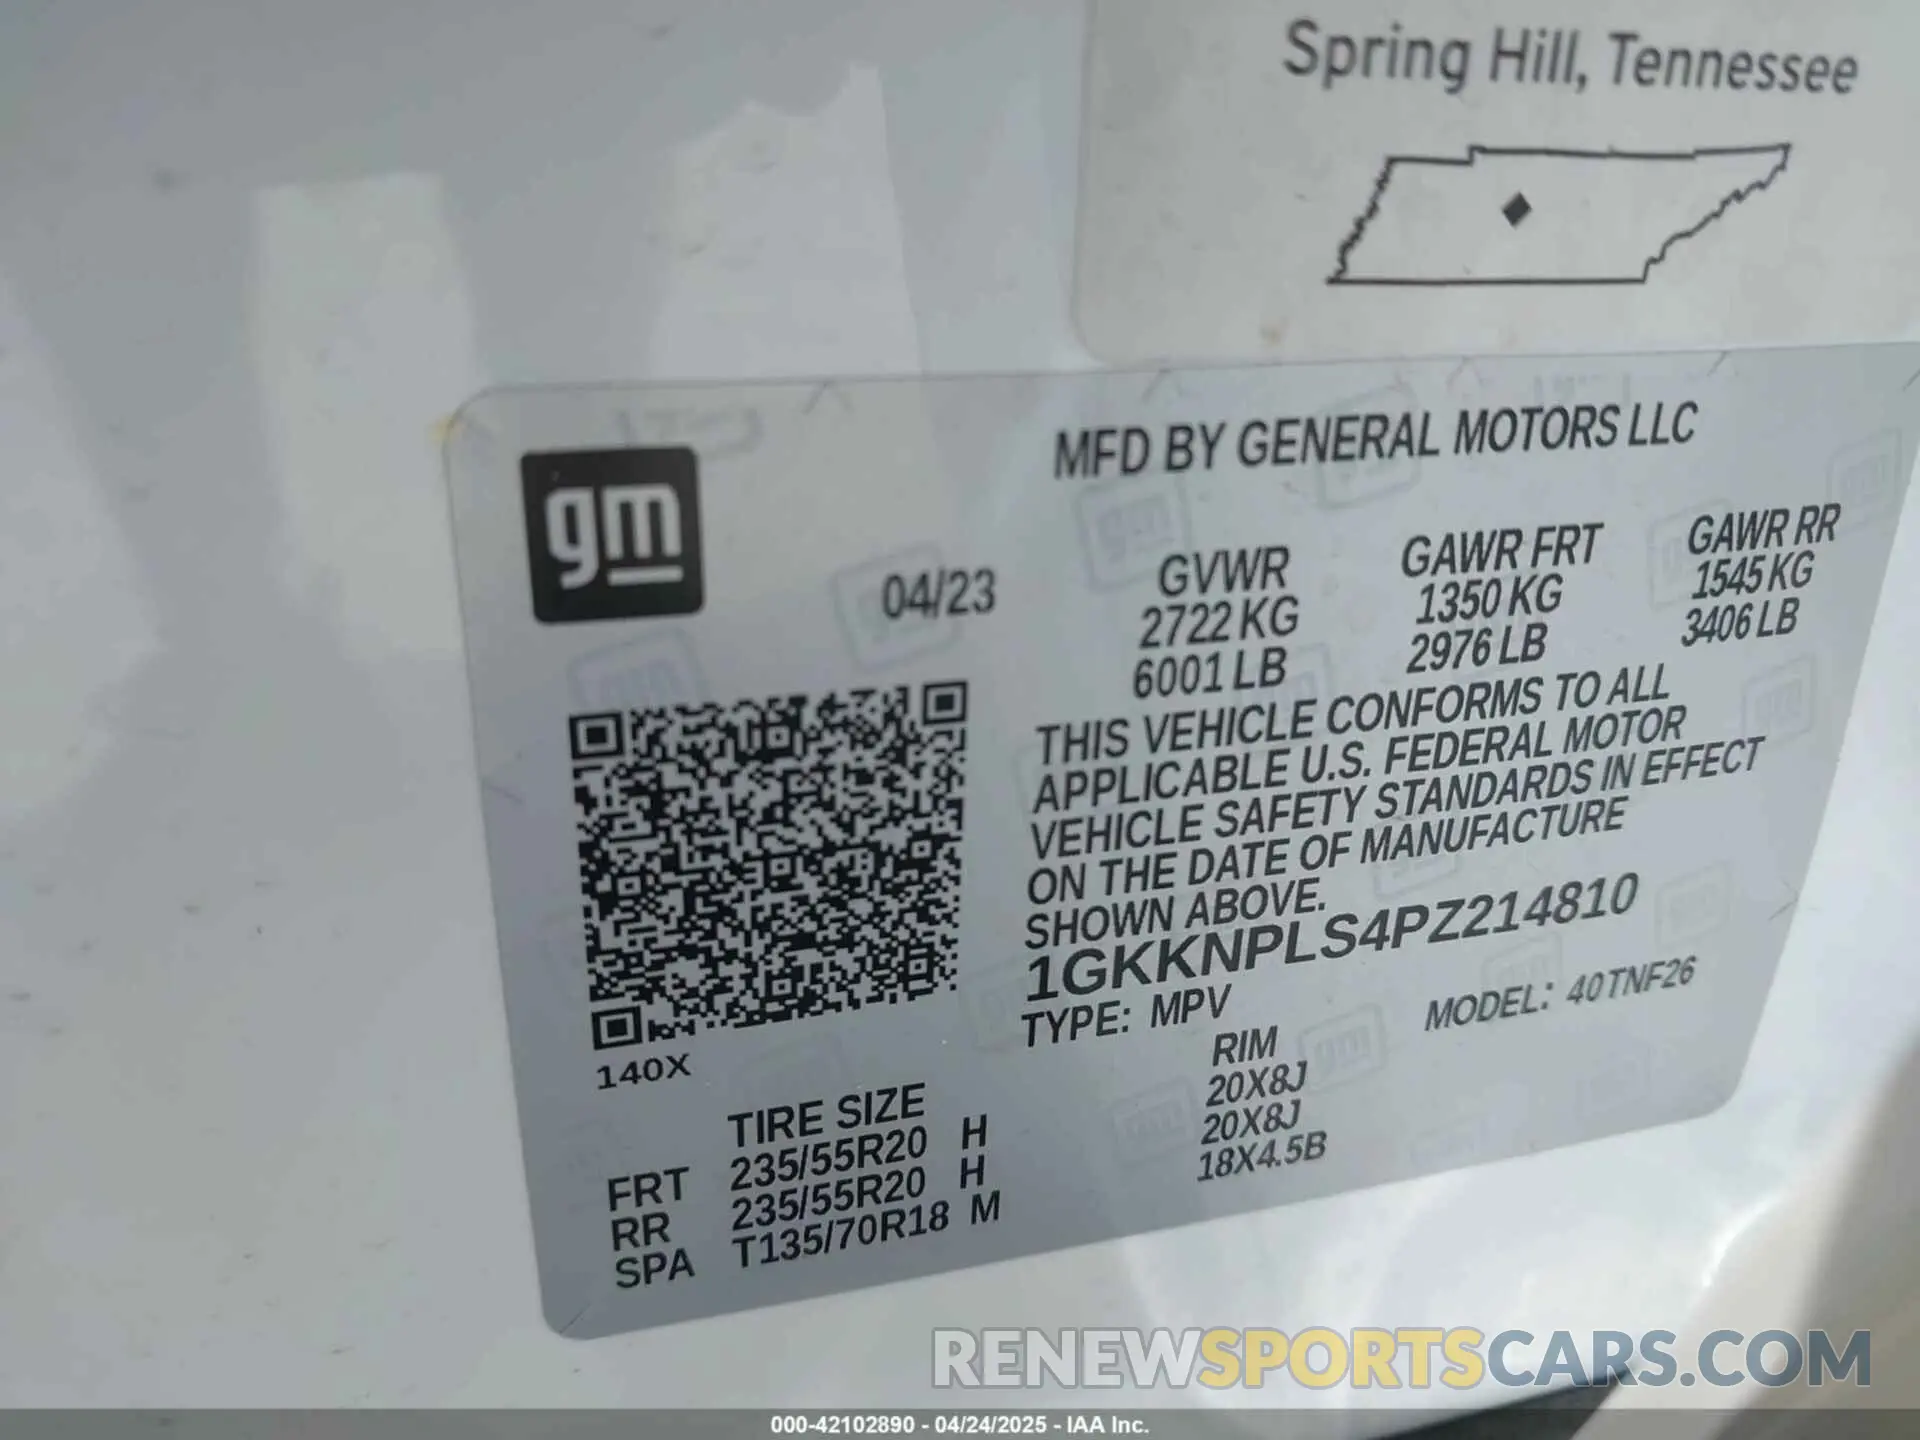 Spring Hill, Tennessee
gm
MFD BY GENERAL MOTORS LLC
04/23
GVWR GAWR FRT GAWR RR
2722 KG 1350 KG 1545 KG
6001 LB 2976 LB 3406 LB
THIS VEHICLE CONFORMS TO ALL
APPLICABLE U.S. FEDERAL MOTOR
VEHICLE SAFETY STANDARDS IN EFFECT
ON THE DATE OF MANUFACTURE
SHOWN ABOVE.
1GKKNPLS4PZ214810
TYPE: MPV MODEL: 40TNF26
140X
TIRE SIZE RIM
FRT 235/55R20 H 20X8J
RR 235/55R20 H 20X8J
SPA T135/70R18 M 18X4.5B
RENEWSPORTSCARS.COM
000-42102890 - 04/24/2025 - IAA Inc.